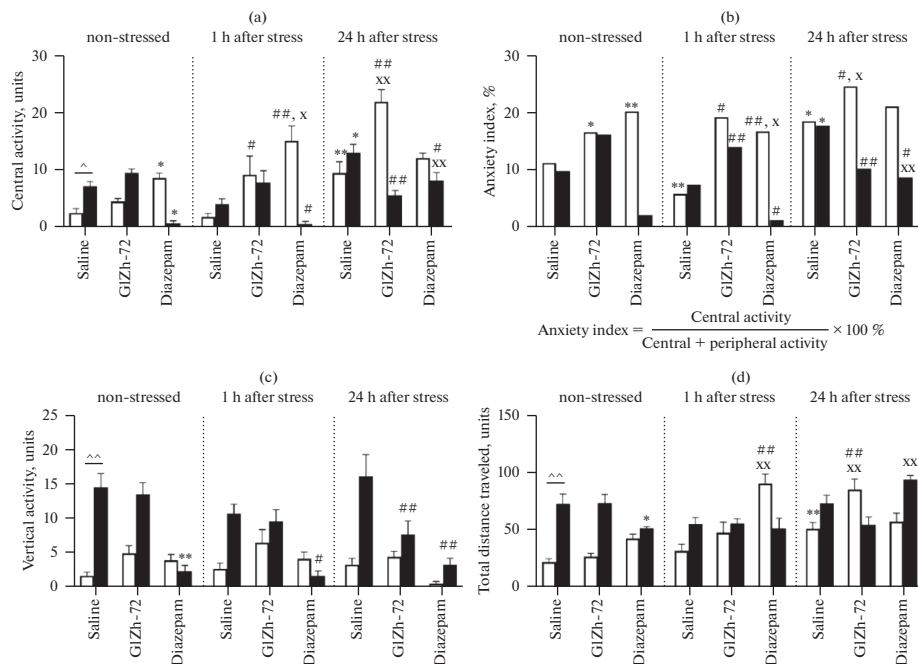 (a)
non-stressed 1 h after stress 24 h after stress
Central activity, units
30
20
10
0
^
*
*
#
##, x
#
**
*
##
xx
##
#
xx
Saline GIZh-72 Diazepam Saline GIZh-72 Diazepam Saline GIZh-72 Diazepam
(b)
non-stressed 1 h after stress 24 h after stress
Anxiety index, %
30
20
10
0
*
**
**
#
##
##, x
#
*
*
#, x
##
#
xx
Saline GIZh-72 Diazepam Saline GIZh-72 Diazepam Saline GIZh-72 Diazepam
Anxiety index = Central activity / Central + peripheral activity × 100 %
(c)
non-stressed 1 h after stress 24 h after stress
Vertical activity, units
25
20
15
10
5
0
^^
**
#
##
##
Saline GIZh-72 Diazepam Saline GIZh-72 Diazepam Saline GIZh-72 Diazepam
(d)
non-stressed 1 h after stress 24 h after stress
Total distance traveled, units
150
100
50
0
^^
*
##
xx
**
##
xx
xx
Saline GIZh-72 Diazepam Saline GIZh-72 Diazepam Saline GIZh-72 Diazepam